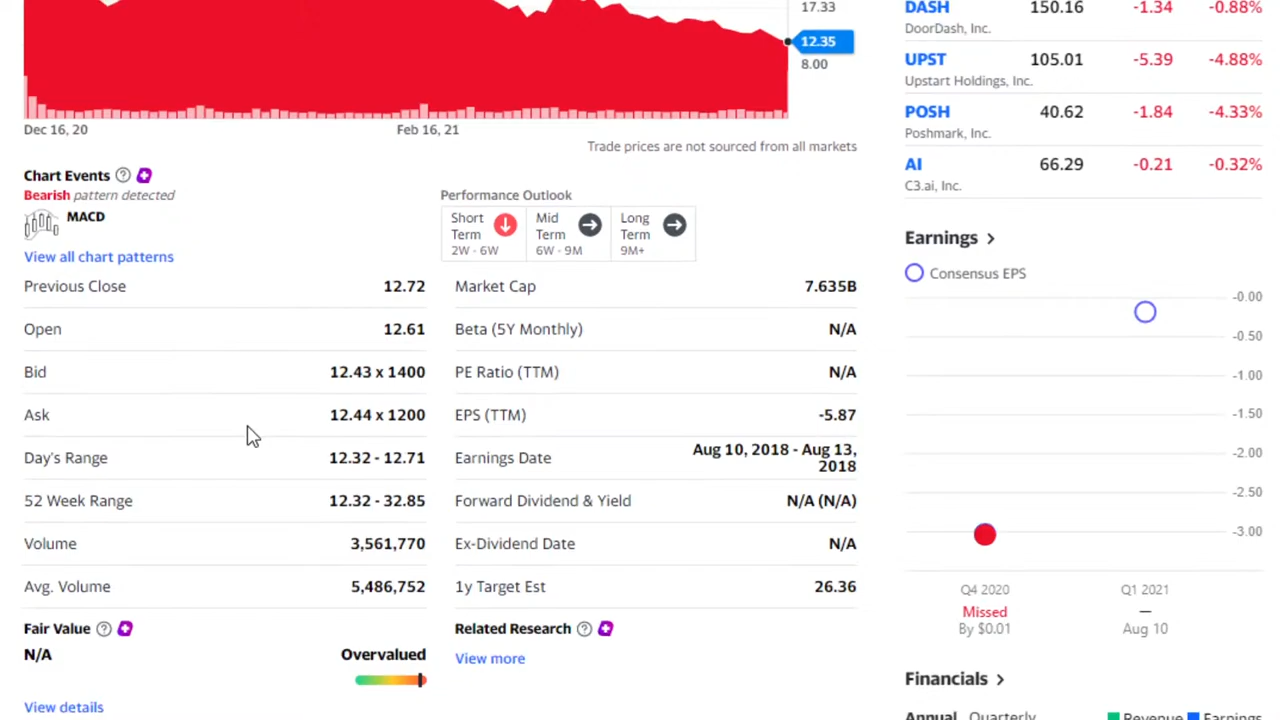 17.33
12.35
8.00
Dec 16, 20
Feb 16, 21
Trade prices are not sourced from all markets
Chart Events
Bearish pattern detected
MACD
View all chart patterns
Performance Outlook
Short Term 2W - 6W
Mid Term 6W - 9M
Long Term 9M+
Previous Close 12.72
Open 12.61
Bid 12.43 x 1400
Ask 12.44 x 1200
Day's Range 12.32 - 12.71
52 Week Range 12.32 - 32.85
Volume 3,561,770
Avg. Volume 5,486,752
Market Cap 7.635B
Beta (5Y Monthly) N/A
PE Ratio (TTM) N/A
EPS (TTM) -5.87
Earnings Date Aug 10, 2018 - Aug 13, 2018
Forward Dividend & Yield N/A (N/A)
Ex-Dividend Date N/A
1y Target Est 26.36
Fair Value
N/A Overvalued
View details
Related Research
View more
DASH 150.16 -1.34 -0.88%
DoorDash, Inc.
UPST 105.01 -5.39 -4.88%
Upstart Holdings, Inc.
POSH 40.62 -1.84 -4.33%
Poshmark, Inc.
AI 66.29 -0.21 -0.32%
C3.ai, Inc.
Earnings >
Consensus EPS
-0.00
-0.50
-1.00
-1.50
-2.00
-2.50
-3.00
Q4 2020 Q1 2021
Missed —
By $0.01 Aug 10
Financials >
Annual Quarterly Revenue Earnings